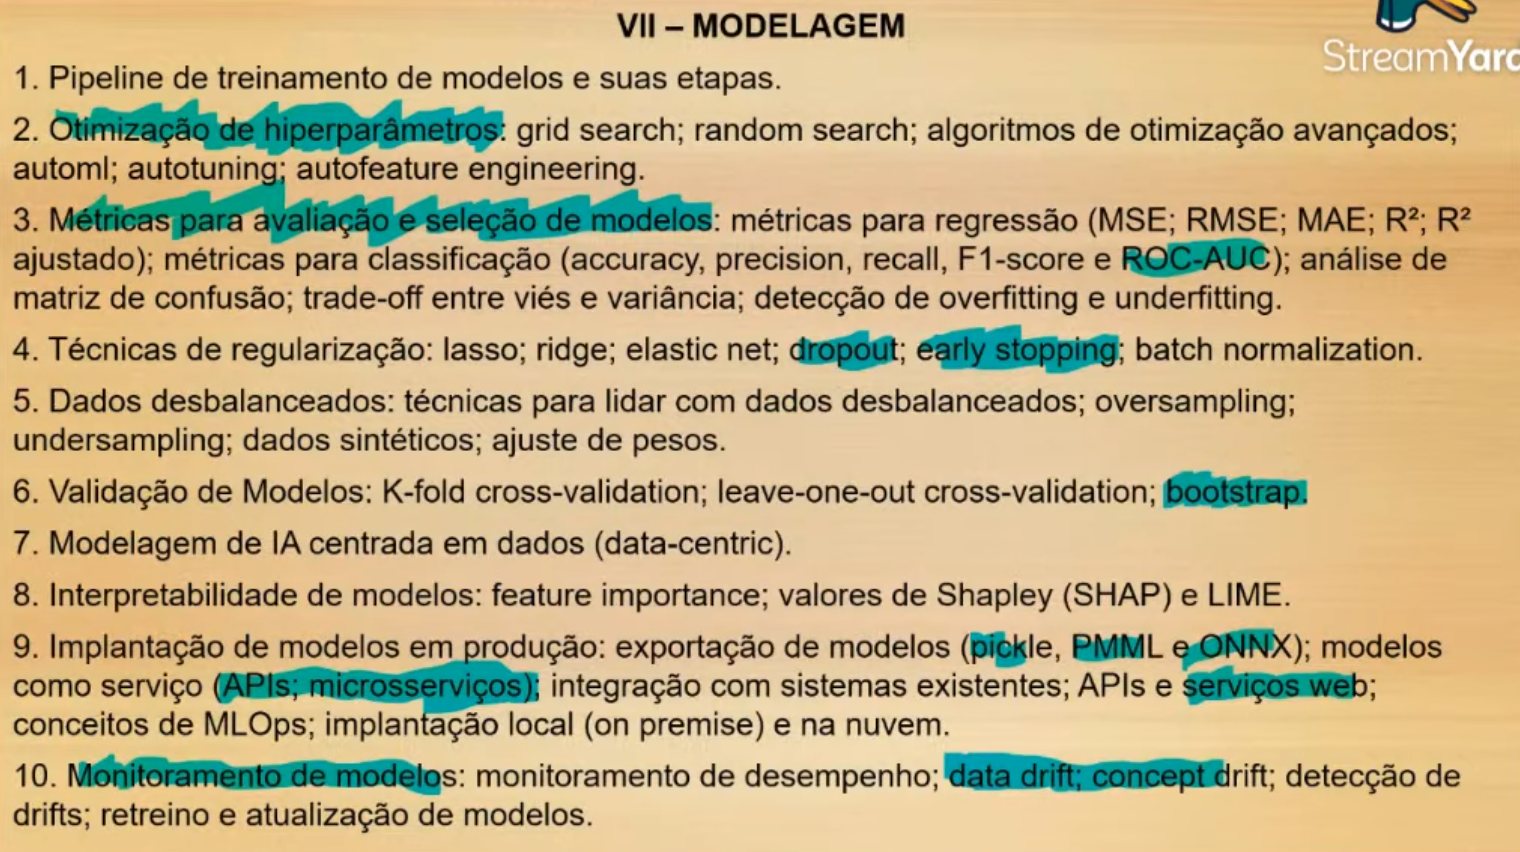 VII – MODELAGEM
StreamYard
1. Pipeline de treinamento de modelos e suas etapas.
2. Otimização de hiperparâmetros: grid search; random search; algoritmos de otimização avançados;
automl; autotuning; autofeature engineering.
3. Métricas para avaliação e seleção de modelos: métricas para regressão (MSE; RMSE; MAE; R²; R²
ajustado); métricas para classificação (accuracy, precision, recall, F1-score e ROC-AUC); análise de
matriz de confusão; trade-off entre viés e variância; detecção de overfitting e underfitting.
4. Técnicas de regularização: lasso; ridge; elastic net; dropout; early stopping; batch normalization.
5. Dados desbalanceados: técnicas para lidar com dados desbalanceados; oversampling;
undersampling; dados sintéticos; ajuste de pesos.
6. Validação de Modelos: K-fold cross-validation; leave-one-out cross-validation; bootstrap.
7. Modelagem de IA centrada em dados (data-centric).
8. Interpretabilidade de modelos: feature importance; valores de Shapley (SHAP) e LIME.
9. Implantação de modelos em produção: exportação de modelos (pickle, PMML e ONNX); modelos
como serviço (APIs; microsserviços); integração com sistemas existentes; APIs e serviços web;
conceitos de MLOps; implantação local (on premise) e na nuvem.
10. Monitoramento de modelos: monitoramento de desempenho; data drift; concept drift; detecção de
drifts; retreino e atualização de modelos.